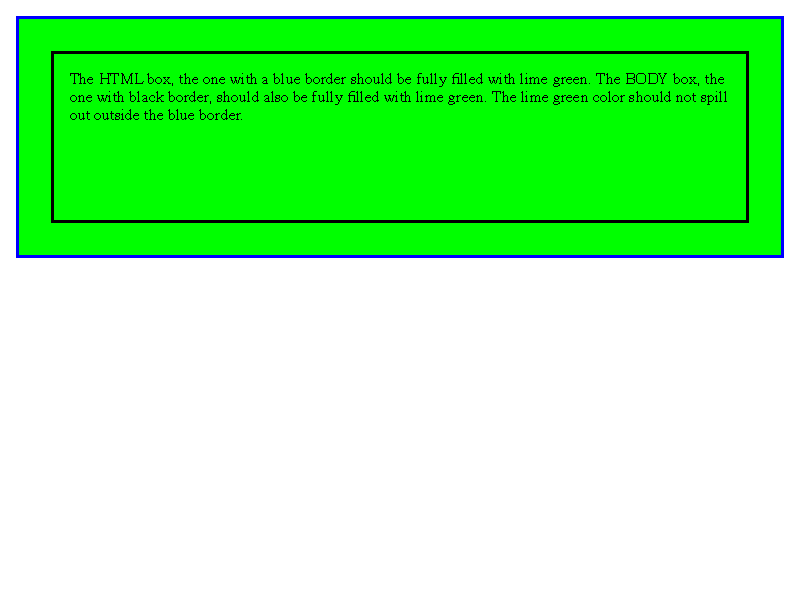 The HTML box, the one with a blue border should be fully filled with lime green. The BODY box, the
one with black border, should also be fully filled with lime green. The lime green color should not spill
out outside the blue border.